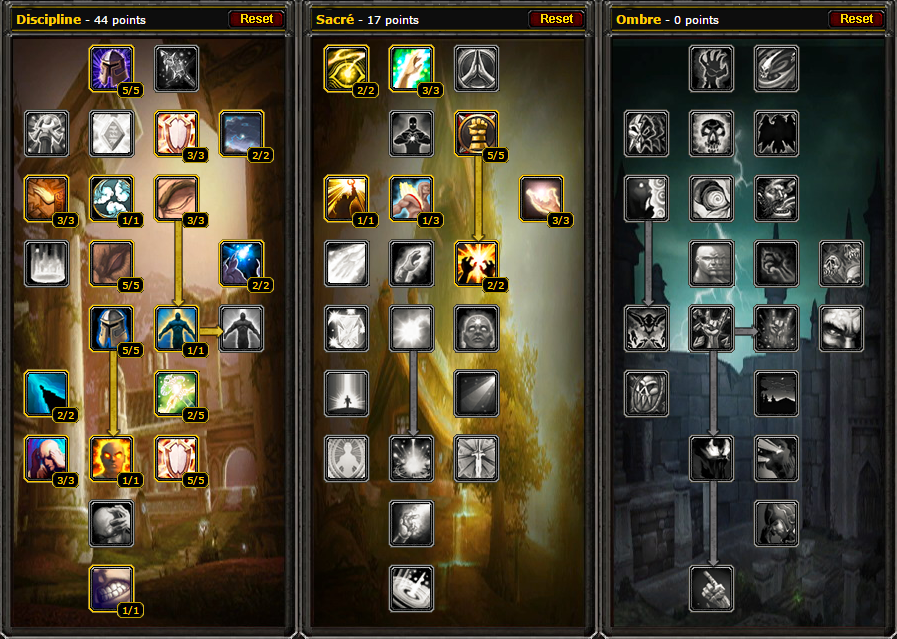 Discipline - 44 points Reset Sacré - 17 points Reset Ombre - 0 points Reset
5/5 2/2 3/3
3/3 2/2 5/5
3/3 1/1 3/3 1/1 1/3 3/3
5/5 2/2 2/2
5/5 1/1
2/2 2/5
3/3 1/1 5/5
1/1